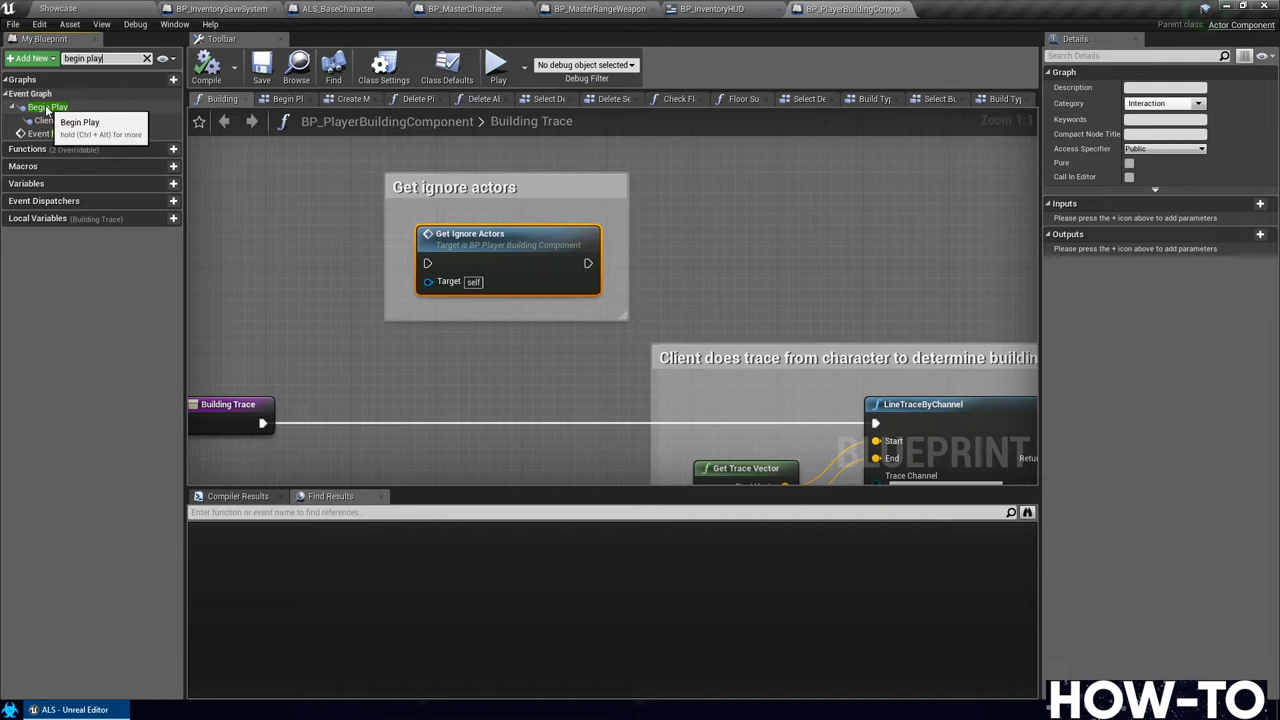 Showcase
BP_InventorySaveSystem
ALS_BaseCharacter
BP_MasterCharacter
BP_MasterRangeWeapon
BP_InventoryHUD
BP_PlayerBuildingCompo
File Edit Asset View Debug Window Help
Parent class: Actor Component
My Blueprint
Toolbar
Details
+ Add New
begin play
Compile
Save
Browse
Find
Class Settings
Class Defaults
Play
No debug object selected
Debug Filter
Search Details
Graphs
Event Graph
Begin Play
Clien
Event
Begin Play
hold (Ctrl + Alt) for more
Functions (2 Overridable)
Macros
Variables
Event Dispatchers
Local Variables (Building Trace)
Building
Begin Pl
Create M
Delete Pi
Delete Al
Select De
Delete Se
Check Fl
Floor Su
Select De
Build Typ
Select Bu
Build Typ
BP_PlayerBuildingComponent > Building Trace
Zoom 1:1
Get ignore actors
Get Ignore Actors
Target is BP Player Building Component
Target self
Client does trace from character to determine buildin
Building Trace
LineTraceByChannel
Start
End
Trace Channel
Retu
Get Trace Vector
BLUEPRINT
Graph
Description
Category Interaction
Keywords
Compact Node Title
Access Specifier Public
Pure
Call In Editor
Inputs
Please press the + icon above to add parameters
Outputs
Please press the + icon above to add parameters
Compiler Results
Find Results
Enter function or event name to find references...
ALS - Unreal Editor
HOW-TO